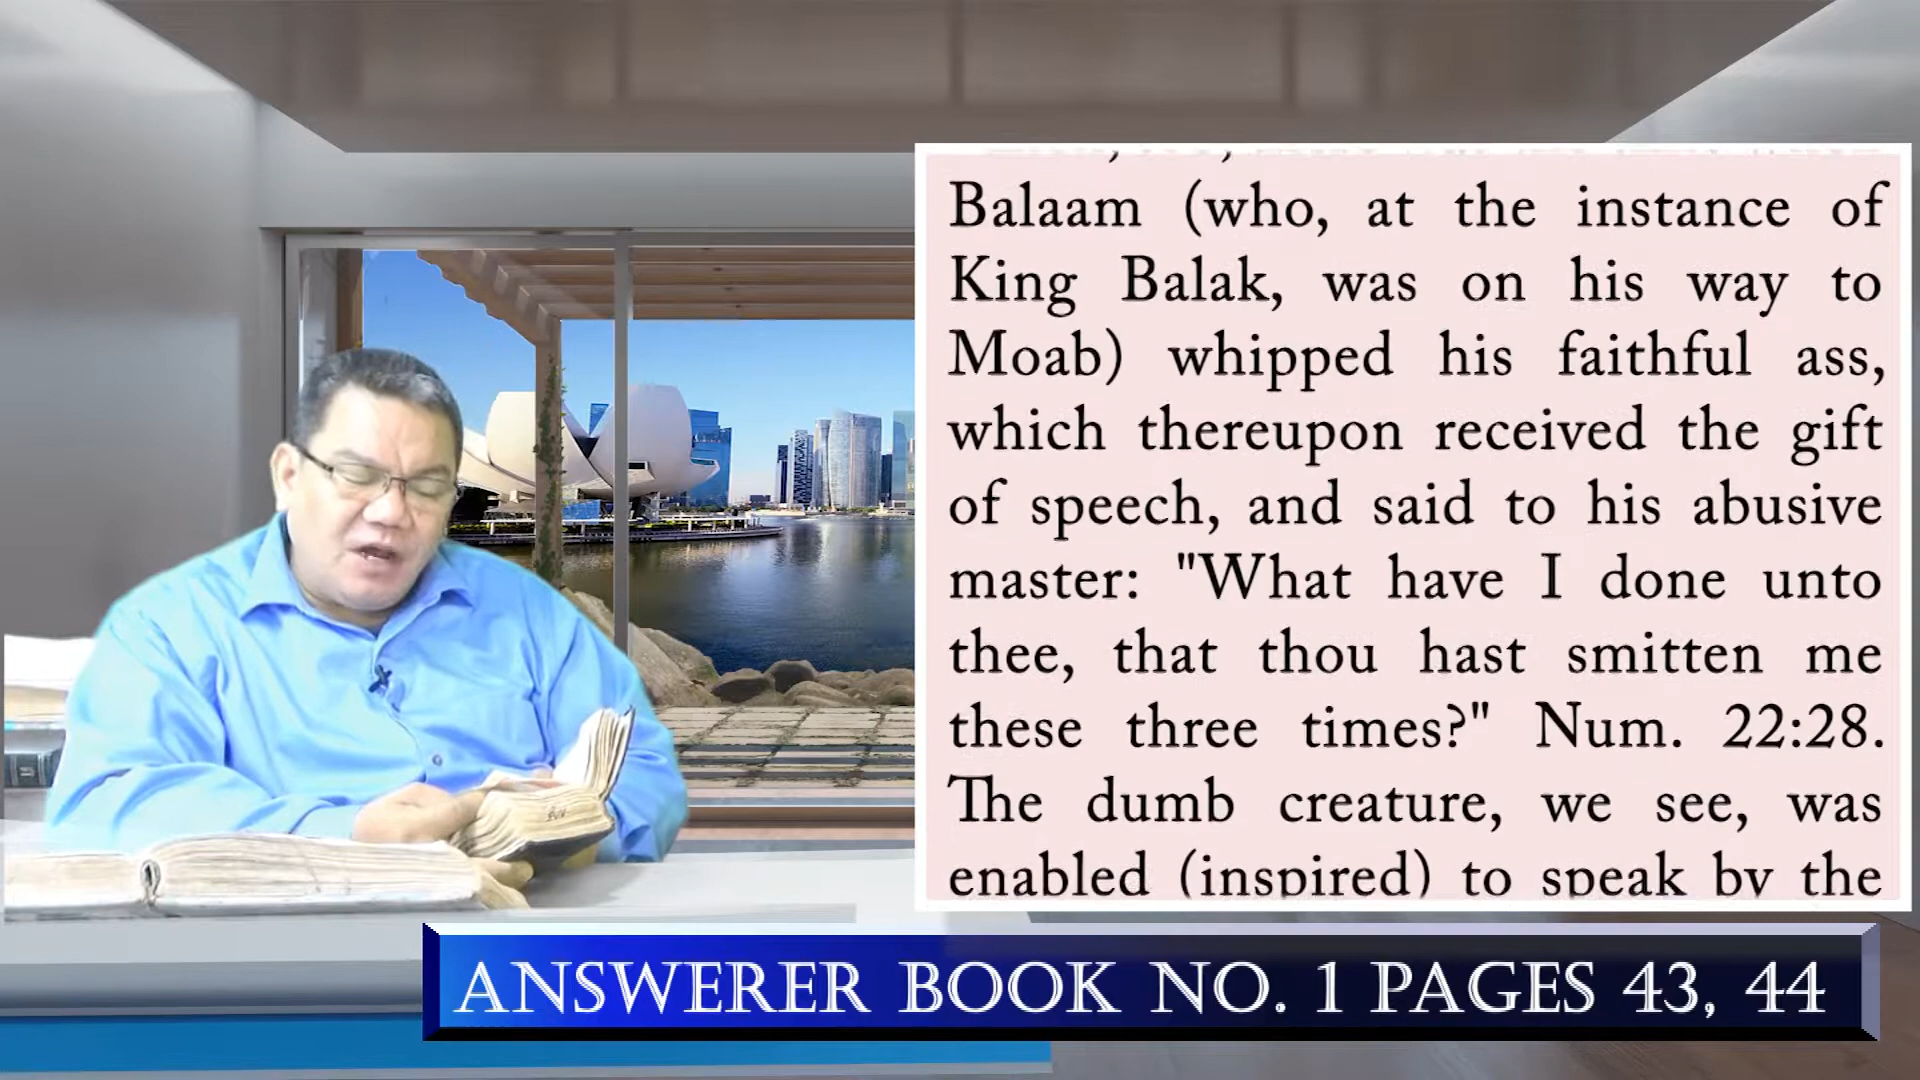 Balaam (who, at the instance of
King Balak, was on his way to
Moab) whipped his faithful ass,
which thereupon received the gift
of speech, and said to his abusive
master: "What have I done unto
thee, that thou hast smitten me
these three times?" Num. 22:28.
The dumb creature, we see, was
enabled (inspired) to speak by the
ANSWERER BOOK NO. 1 PAGES 43, 44